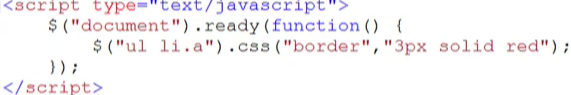 <script type="text/javascript">
$("document").ready(function() {
$("ul li.a").css("border","3px solid red");
});
</script>